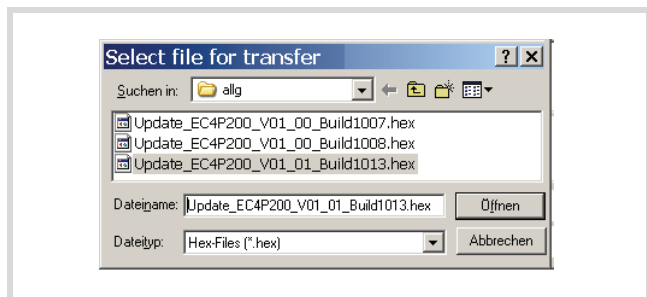 Select file for transfer
Suchen in: allg
Update_EC4P200_V01_00_Build1007.hex
Update_EC4P200_V01_00_Build1008.hex
Update_EC4P200_V01_01_Build1013.hex
Dateiname: Update_EC4P200_V01_01_Build1013.hex Öffnen
Dateityp: Hex-Files (*.hex) Abbrechen